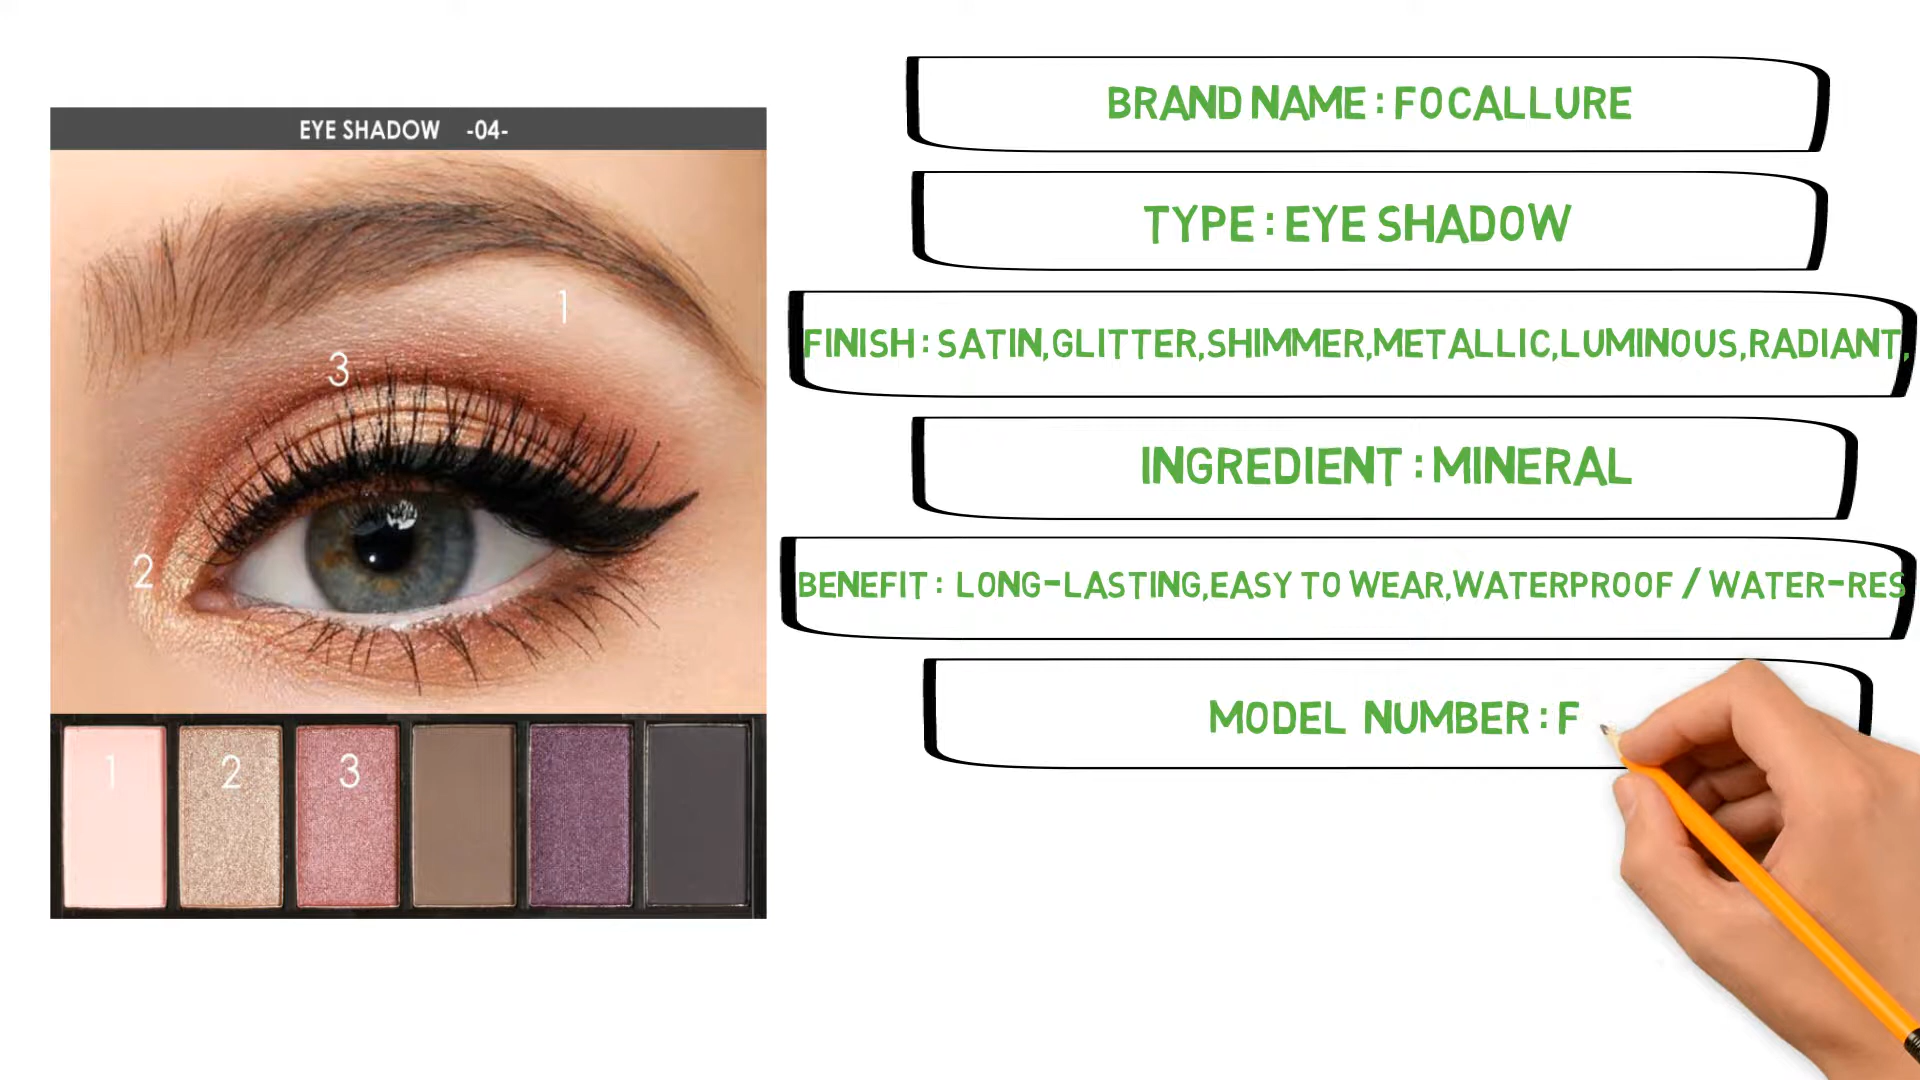 EYE SHADOW -04-
1
3
2
1 2 3
BRAND NAME : FOCALLURE
TYPE : EYE SHADOW
FINISH : SATIN,GLITTER,SHIMMER,METALLIC,LUMINOUS,RADIANT,
INGREDIENT : MINERAL
BENEFIT : LONG-LASTING,EASY TO WEAR,WATERPROOF / WATER-RES
MODEL NUMBER : F